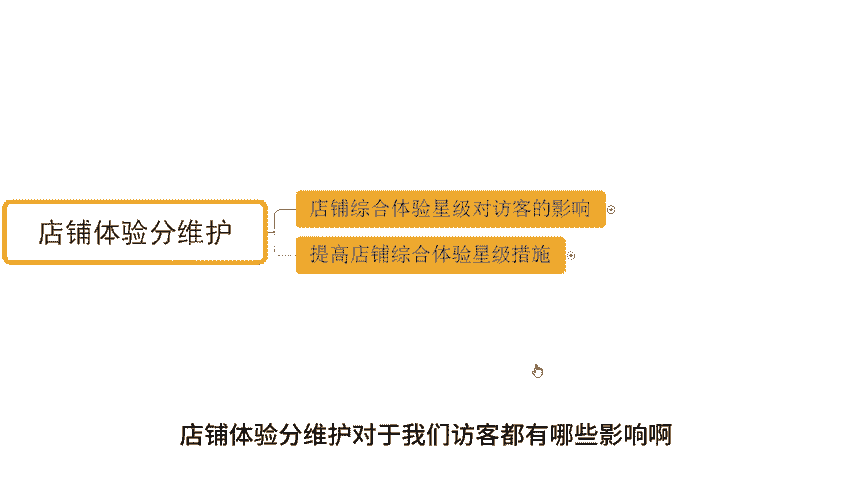 店铺综合体验星级对访客的影响
店铺体验分维护
提高店铺综合体验星级措施
店铺体验分维护对于我们访客都有哪些影响啊